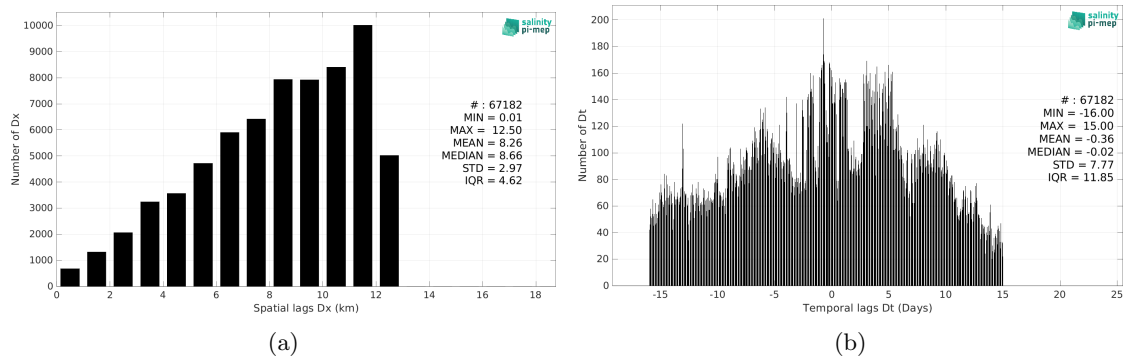 10000
9000
8000
7000
6000
5000
4000
3000
2000
1000
0
Number of Dx
0 2 4 6 8 10 12 14 16 18
Spatial lags Dx (km)
salinity
pi-mep
# : 67182
MIN = 0.01
MAX = 12.50
MEAN = 8.26
MEDIAN = 8.66
STD = 2.97
IQR = 4.62
(a)
20t
180
160
140
120
100
80
60
40
20
0
Number of Dt
-15 -10 -5 0 5 10 15 20 25
Temporal lags Dt (Days)
salinity
pi-mep
# : 67182
MIN = -16.00
MAX = 15.00
MEAN = -0.36
MEDIAN = -0.02
STD = 7.77
IQR = 11.85
(b)